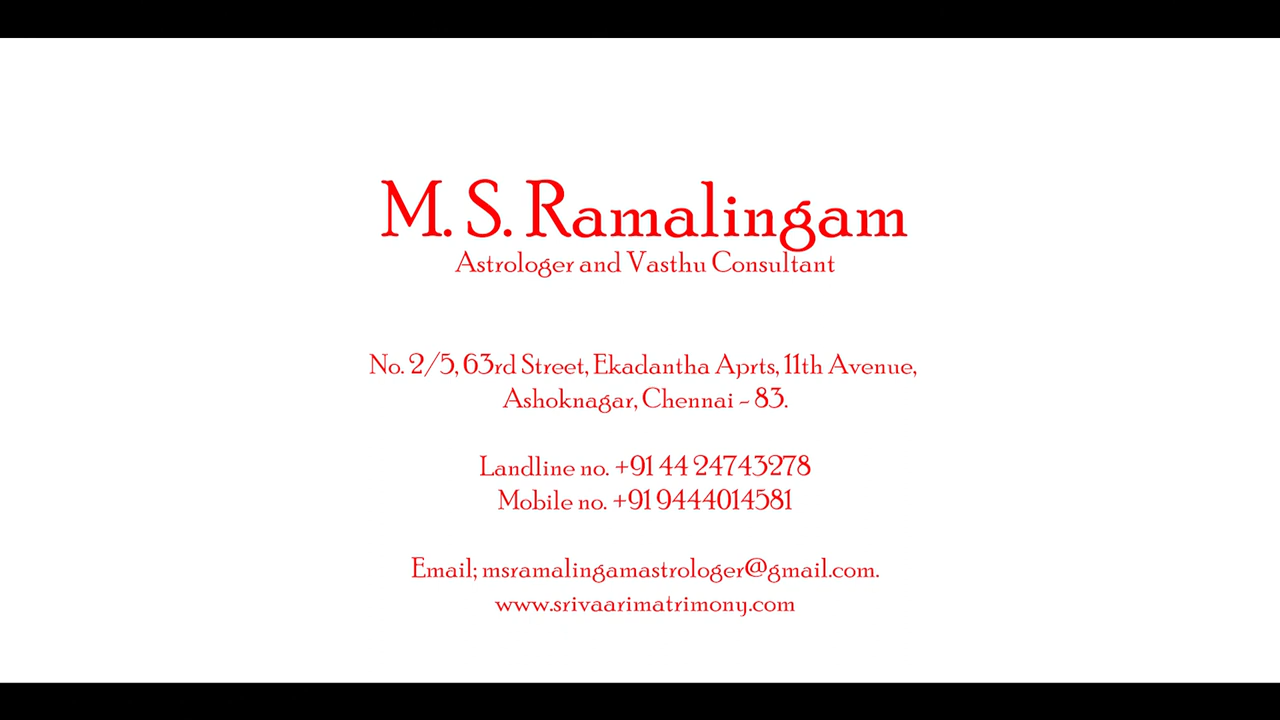 M. S. Ramalingam
Astrologer and Vasthu Consultant
No. 2/5, 63rd Street, Ekadantha Aprts, 11th Avenue,
Ashoknagar, Chennai - 83.
Landline no. +91 44 24743278
Mobile no. +91 9444014581
Email; msramalingamastrologer@gmail.com.
www.srivaarimatrimony.com